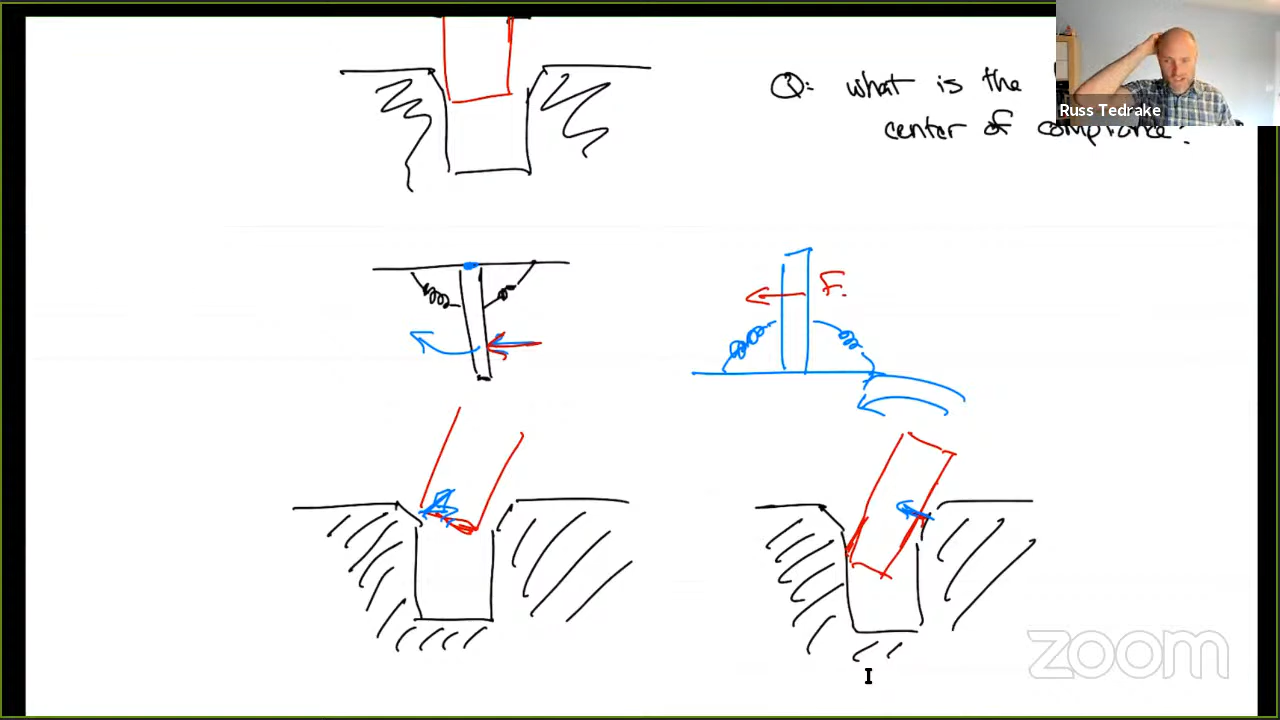 Q: what is the
center of compliance?
Russ Tedrake
F.
zoom